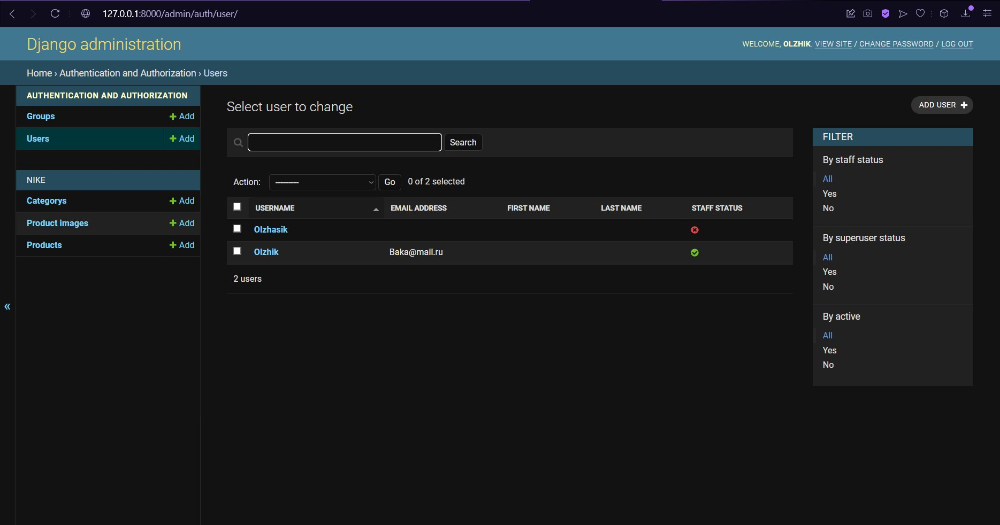 127.0.0.1:8000/admin/auth/user/
Django administration
WELCOME, OLZHIK. VIEW SITE / CHANGE PASSWORD / LOG OUT
Home › Authentication and Authorization › Users
AUTHENTICATION AND AUTHORIZATION
Groups + Add
Users + Add
NIKE
Categorys + Add
Product images + Add
Products + Add
«
Select user to change
ADD USER +
Search
Action: --------- Go 0 of 2 selected
USERNAME EMAIL ADDRESS FIRST NAME LAST NAME STAFF STATUS
Olzhasik
Olzhik Baka@mail.ru
2 users
FILTER
By staff status
All
Yes
No
By superuser status
All
Yes
No
By active
All
Yes
No